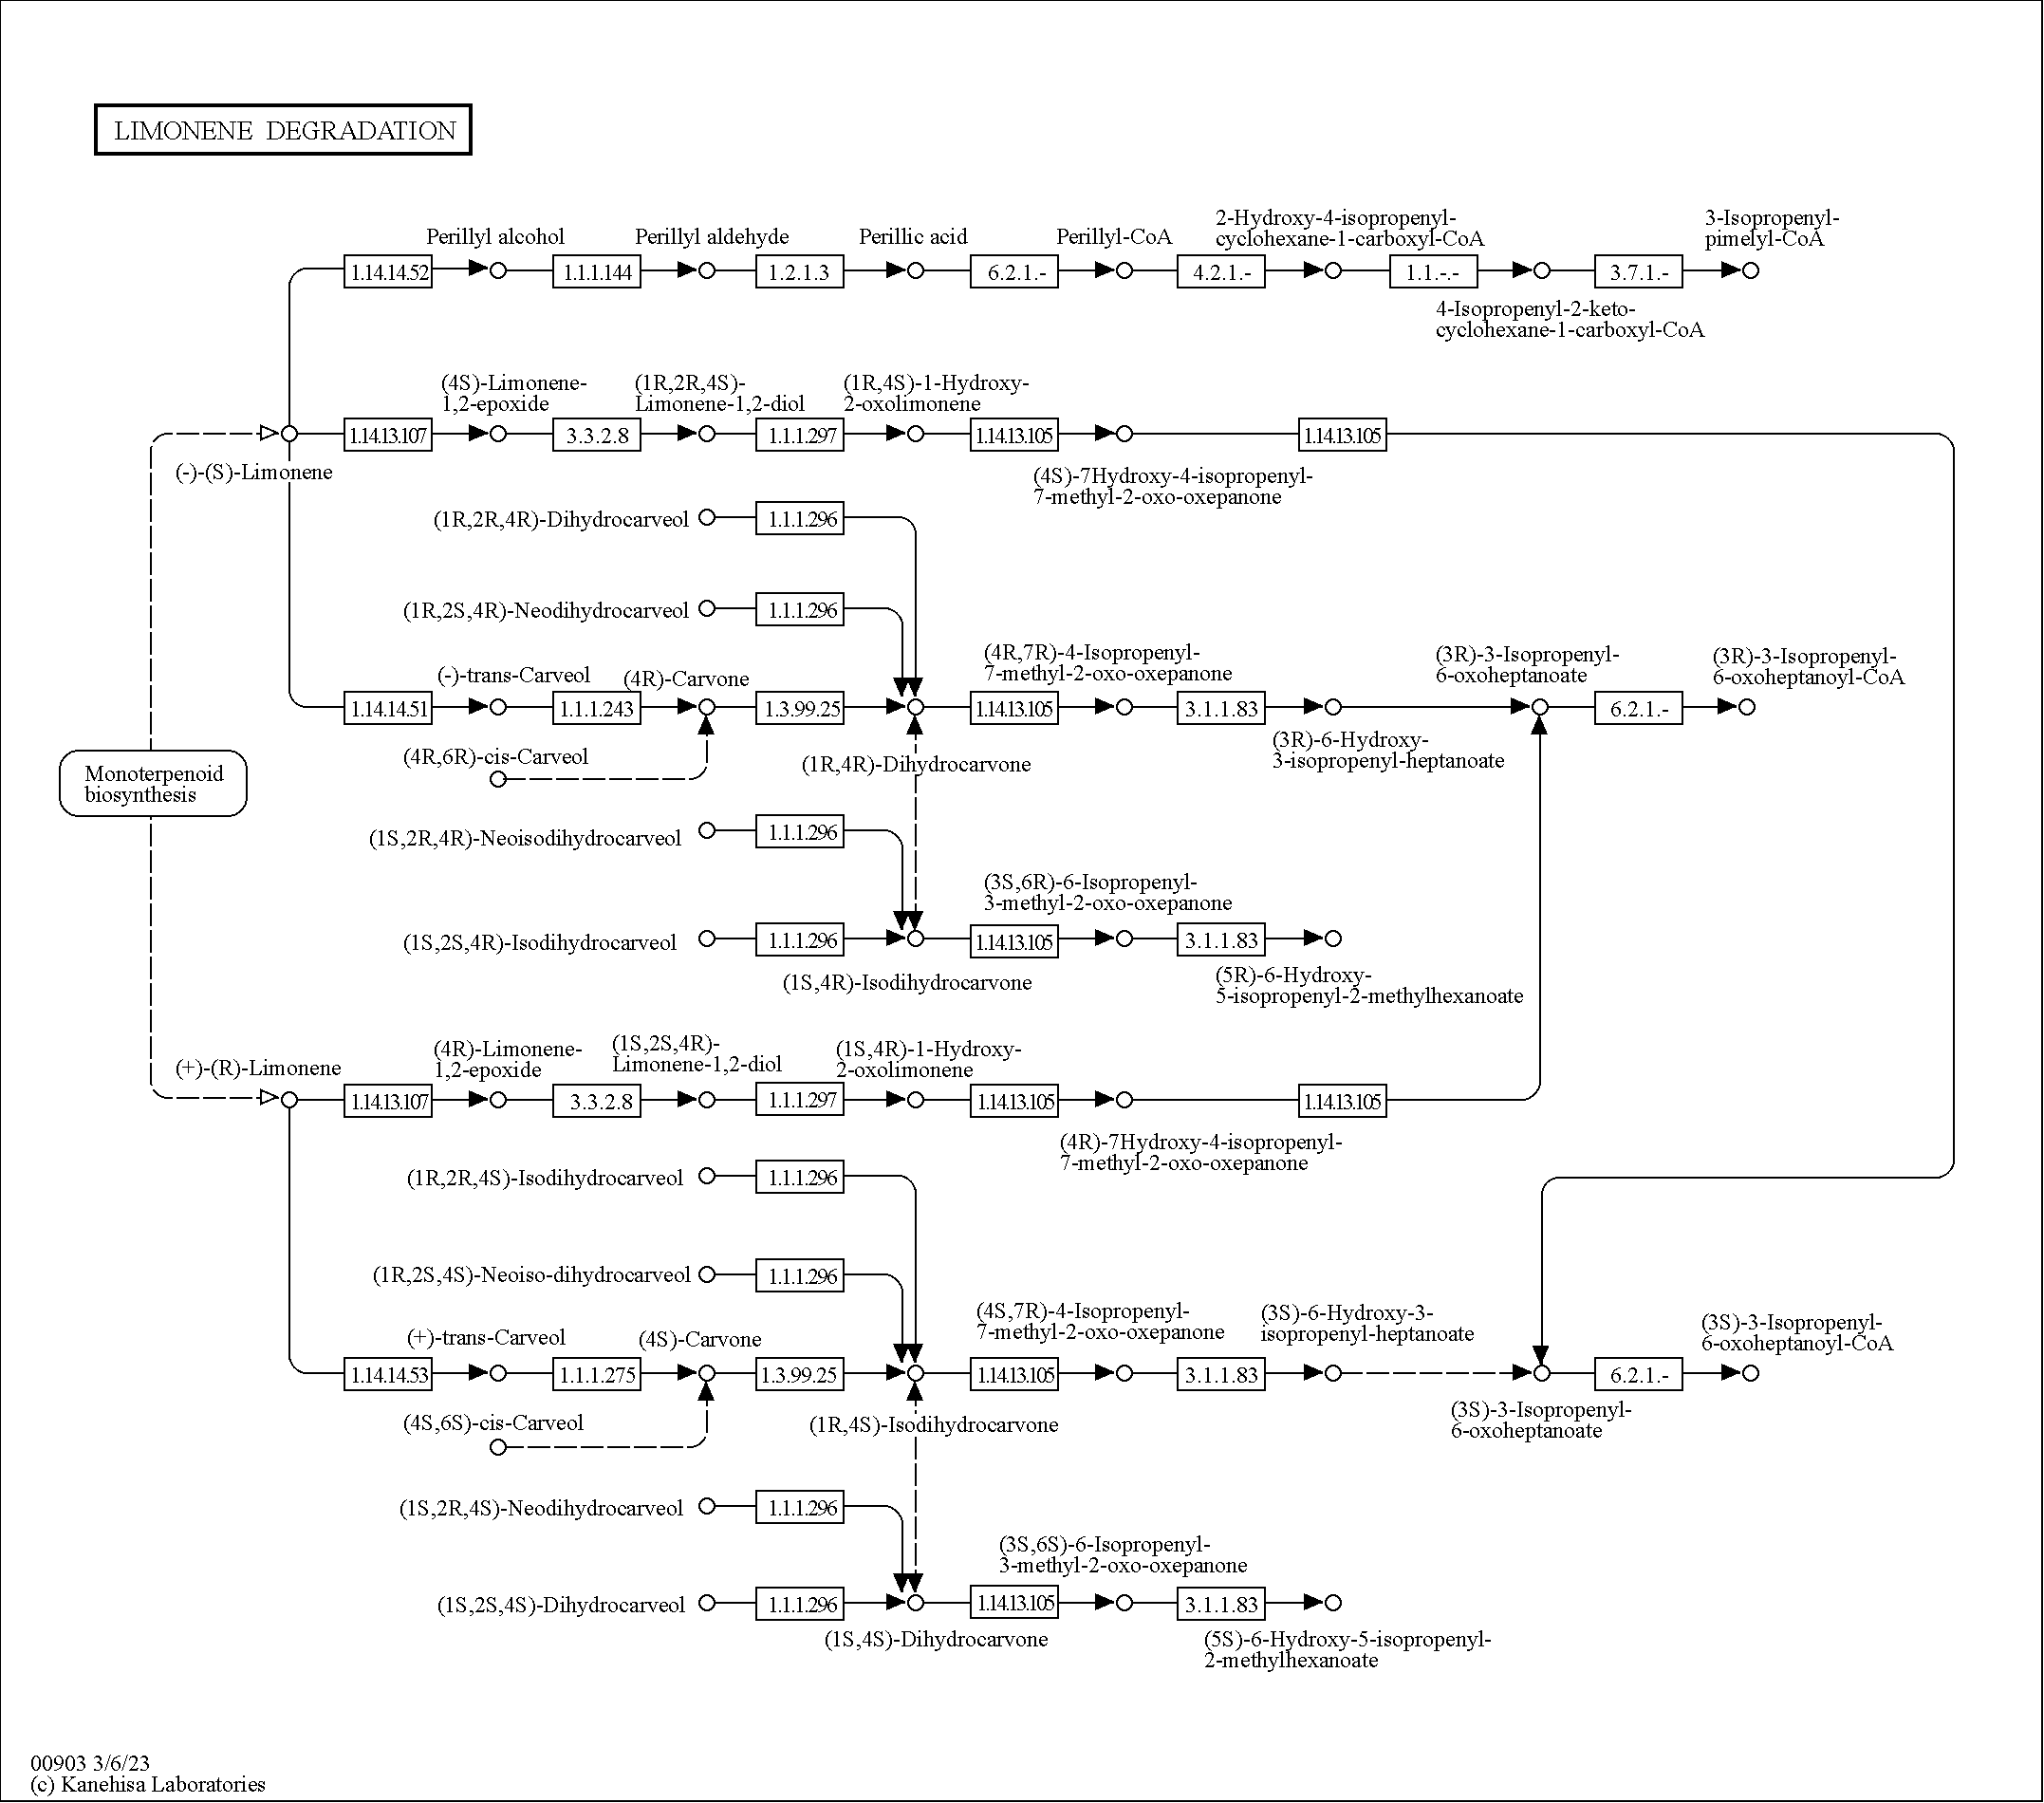 LIMONENE DEGRADATION
Perillyl alcohol
Perillyl aldehyde
Perillic acid
Perillyl-CoA
2-Hydroxy-4-isopropenyl-
cyclohexane-1-carboxyl-CoA
3-Isopropenyl-
pimelyl-CoA
1.14.14.52
1.1.1.144
1.2.1.3
6.2.1.-
4.2.1.-
1.1.-.-
3.7.1.-
4-Isopropenyl-2-keto-
cyclohexane-1-carboxyl-CoA
(4S)-Limonene-
1,2-epoxide
(1R,2R,4S)-
Limonene-1,2-diol
(1R,4S)-1-Hydroxy-
2-oxolimonene
1.14.13.107
3.3.2.8
1.1.1.297
1.14.13.105
1.14.13.105
(-)-(S)-Limonene
(4S)-7Hydroxy-4-isopropenyl-
7-methyl-2-oxo-oxepanone
(1R,2R,4R)-Dihydrocarveol
1.1.1.296
(1R,2S,4R)-Neodihydrocarveol
1.1.1.296
(-)-trans-Carveol
(4R)-Carvone
(4R,7R)-4-Isopropenyl-
7-methyl-2-oxo-oxepanone
(3R)-3-Isopropenyl-
6-oxoheptanoate
(3R)-3-Isopropenyl-
6-oxoheptanoyl-CoA
1.14.14.51
1.1.1.243
1.3.99.25
1.14.13.105
3.1.1.83
6.2.1.-
(4R,6R)-cis-Carveol
(1R,4R)-Dihydrocarvone
(3R)-6-Hydroxy-
3-isopropenyl-heptanoate
Monoterpenoid
biosynthesis
(1S,2R,4R)-Neoisodihydrocarveol
1.1.1.296
(3S,6R)-6-Isopropenyl-
3-methyl-2-oxo-oxepanone
(1S,2S,4R)-Isodihydrocarveol
1.1.1.296
1.14.13.105
3.1.1.83
(1S,4R)-Isodihydrocarvone
(5R)-6-Hydroxy-
5-isopropenyl-2-methylhexanoate
(+)-(R)-Limonene
(4R)-Limonene-
1,2-epoxide
(1S,2S,4R)-
Limonene-1,2-diol
(1S,4R)-1-Hydroxy-
2-oxolimonene
1.14.13.107
3.3.2.8
1.1.1.297
1.14.13.105
1.14.13.105
(4R)-7Hydroxy-4-isopropenyl-
7-methyl-2-oxo-oxepanone
(1R,2R,4S)-Isodihydrocarveol
1.1.1.296
(1R,2S,4S)-Neoiso-dihydrocarveol
1.1.1.296
(+)-trans-Carveol
(4S)-Carvone
(4S,7R)-4-Isopropenyl-
7-methyl-2-oxo-oxepanone
(3S)-6-Hydroxy-3-
isopropenyl-heptanoate
(3S)-3-Isopropenyl-
6-oxoheptanoyl-CoA
1.14.14.53
1.1.1.275
1.3.99.25
1.14.13.105
3.1.1.83
6.2.1.-
(4S,6S)-cis-Carveol
(1R,4S)-Isodihydrocarvone
(3S)-3-Isopropenyl-
6-oxoheptanoate
(1S,2R,4S)-Neodihydrocarveol
1.1.1.296
(3S,6S)-6-Isopropenyl-
3-methyl-2-oxo-oxepanone
(1S,2S,4S)-Dihydrocarveol
1.1.1.296
1.14.13.105
3.1.1.83
(1S,4S)-Dihydrocarvone
(5S)-6-Hydroxy-5-isopropenyl-
2-methylhexanoate
00903 3/6/23
(c) Kanehisa Laboratories